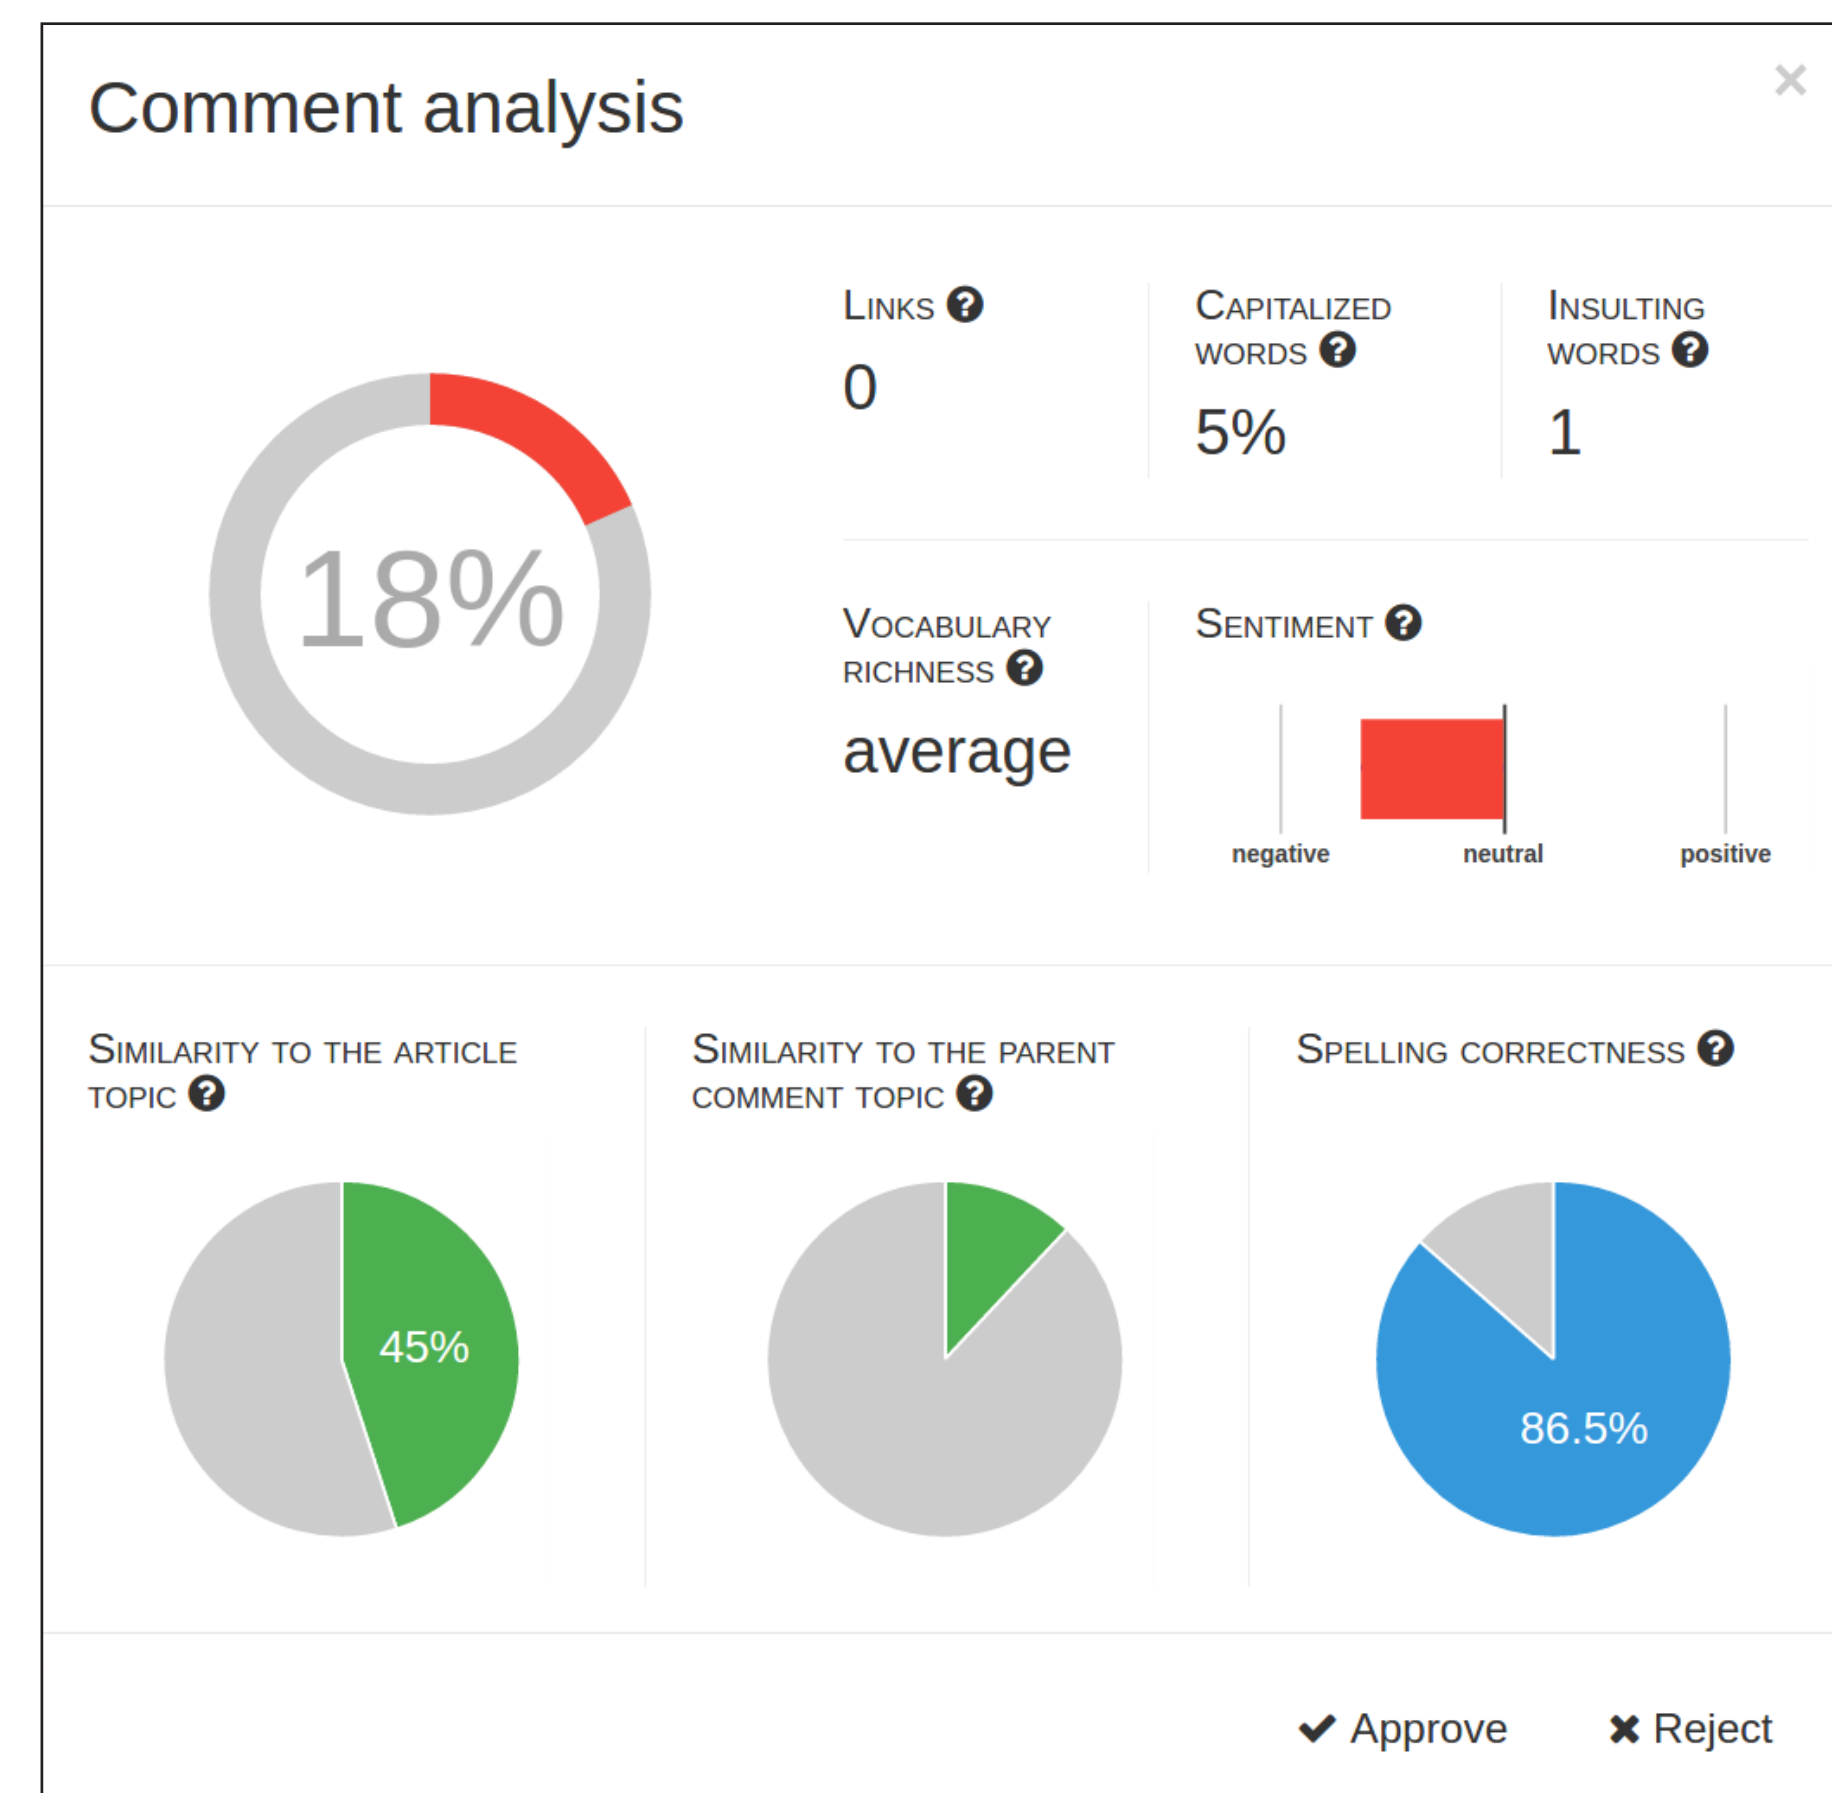 Comment analysis
×
18%
LINKS ?
0
CAPITALIZED
WORDS ?
5%
INSULTING
WORDS ?
1
VOCABULARY
RICHNESS ?
average
SENTIMENT ?
negative neutral positive
SIMILARITY TO THE ARTICLE
TOPIC ?
45%
SIMILARITY TO THE PARENT
COMMENT TOPIC ?
SPELLING CORRECTNESS ?
86.5%
✔ Approve ✖ Reject